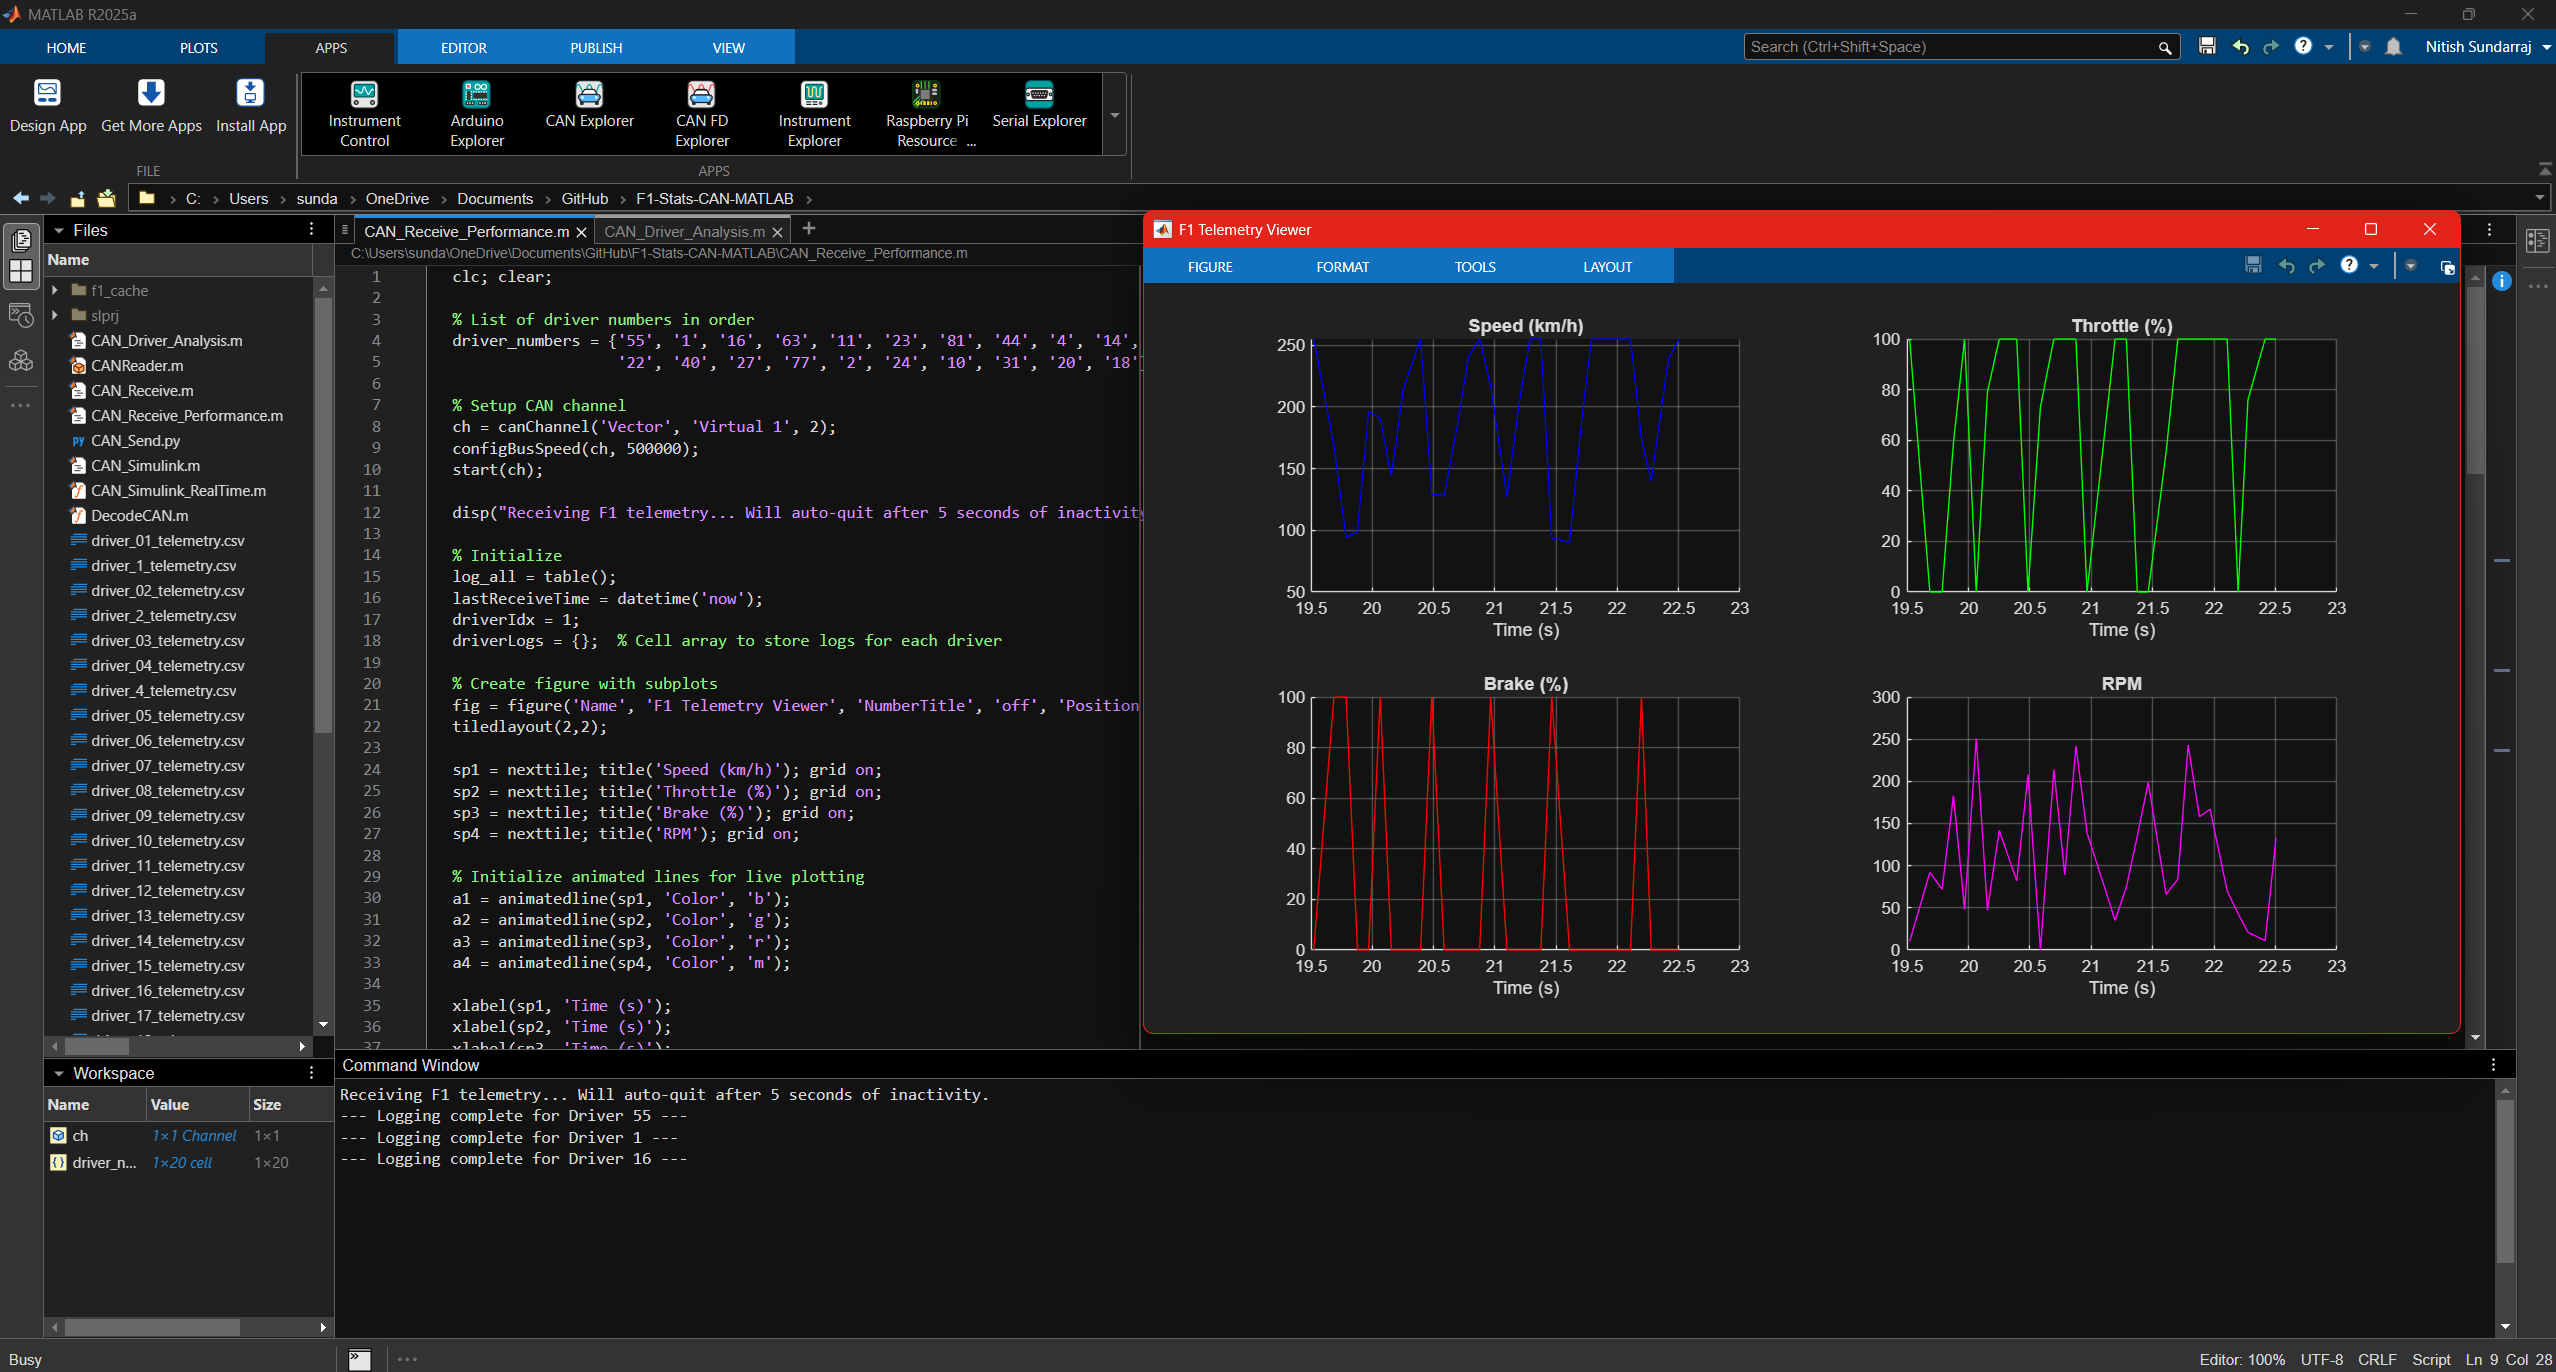 MATLAB R2025a
HOME PLOTS APPS EDITOR PUBLISH VIEW
Search (Ctrl+Shift+Space)
Nitish Sundarraj
Design App
Get More Apps
Install App
FILE
Instrument Control
Arduino Explorer
CAN Explorer
CAN FD Explorer
Instrument Explorer
Raspberry Pi Resource ...
Serial Explorer
APPS
C: › Users › sunda › OneDrive › Documents › GitHub › F1-Stats-CAN-MATLAB ›
Files
Name
f1_cache
slprj
CAN_Driver_Analysis.m
CANReader.m
CAN_Receive.m
CAN_Receive_Performance.m
PY CAN_Send.py
CAN_Simulink.m
CAN_Simulink_RealTime.m
DecodeCAN.m
driver_01_telemetry.csv
driver_1_telemetry.csv
driver_02_telemetry.csv
driver_2_telemetry.csv
driver_03_telemetry.csv
driver_04_telemetry.csv
driver_4_telemetry.csv
driver_05_telemetry.csv
driver_06_telemetry.csv
driver_07_telemetry.csv
driver_08_telemetry.csv
driver_09_telemetry.csv
driver_10_telemetry.csv
driver_11_telemetry.csv
driver_12_telemetry.csv
driver_13_telemetry.csv
driver_14_telemetry.csv
driver_15_telemetry.csv
driver_16_telemetry.csv
driver_17_telemetry.csv
Workspace
Name Value Size
ch 1×1 Channel 1×1
driver_n... 1×20 cell 1×20
CAN_Receive_Performance.m
CAN_Driver_Analysis.m
C:\Users\sunda\OneDrive\Documents\GitHub\F1-Stats-CAN-MATLAB\CAN_Receive_Performance.m
1 clc; clear;
2
3 % List of driver numbers in order
4 driver_numbers = {'55', '1', '16', '63', '11', '23', '81', '44', '4', '14',
5 '22', '40', '27', '77', '2', '24', '10', '31', '20', '18'
6
7 % Setup CAN channel
8 ch = canChannel('Vector', 'Virtual 1', 2);
9 configBusSpeed(ch, 500000);
10 start(ch);
11
12 disp("Receiving F1 telemetry... Will auto-quit after 5 seconds of inactivity
13
14 % Initialize
15 log_all = table();
16 lastReceiveTime = datetime('now');
17 driverIdx = 1;
18 driverLogs = {}; % Cell array to store logs for each driver
19
20 % Create figure with subplots
21 fig = figure('Name', 'F1 Telemetry Viewer', 'NumberTitle', 'off', 'Position
22 tiledlayout(2,2);
23
24 sp1 = nexttile; title('Speed (km/h)'); grid on;
25 sp2 = nexttile; title('Throttle (%)'); grid on;
26 sp3 = nexttile; title('Brake (%)'); grid on;
27 sp4 = nexttile; title('RPM'); grid on;
28
29 % Initialize animated lines for live plotting
30 a1 = animatedline(sp1, 'Color', 'b');
31 a2 = animatedline(sp2, 'Color', 'g');
32 a3 = animatedline(sp3, 'Color', 'r');
33 a4 = animatedline(sp4, 'Color', 'm');
34
35 xlabel(sp1, 'Time (s)');
36 xlabel(sp2, 'Time (s)');
37 xlabel(sp3, 'Time (s)');
F1 Telemetry Viewer
FIGURE FORMAT TOOLS LAYOUT
Speed (km/h)
250
200
150
100
50
19.5 20 20.5 21 21.5 22 22.5 23
Time (s)
Throttle (%)
100
80
60
40
20
0
19.5 20 20.5 21 21.5 22 22.5 23
Time (s)
Brake (%)
100
80
60
40
20
0
19.5 20 20.5 21 21.5 22 22.5 23
Time (s)
RPM
300
250
200
150
100
50
0
19.5 20 20.5 21 21.5 22 22.5 23
Time (s)
Command Window
Receiving F1 telemetry... Will auto-quit after 5 seconds of inactivity.
--- Logging complete for Driver 55 ---
--- Logging complete for Driver 1 ---
--- Logging complete for Driver 16 ---
Busy
Editor: 100% UTF-8 CRLF Script Ln 9 Col 28